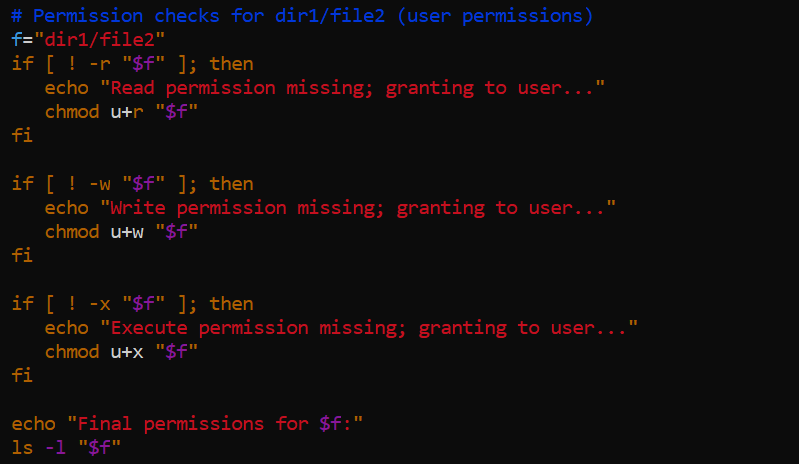 # Permission checks for dir1/file2 (user permissions)
f="dir1/file2"
if [ ! -r "$f" ]; then
   echo "Read permission missing; granting to user..."
   chmod u+r "$f"
fi

if [ ! -w "$f" ]; then
   echo "Write permission missing; granting to user..."
   chmod u+w "$f"
fi

if [ ! -x "$f" ]; then
   echo "Execute permission missing; granting to user..."
   chmod u+x "$f"
fi

echo "Final permissions for $f:"
ls -l "$f"